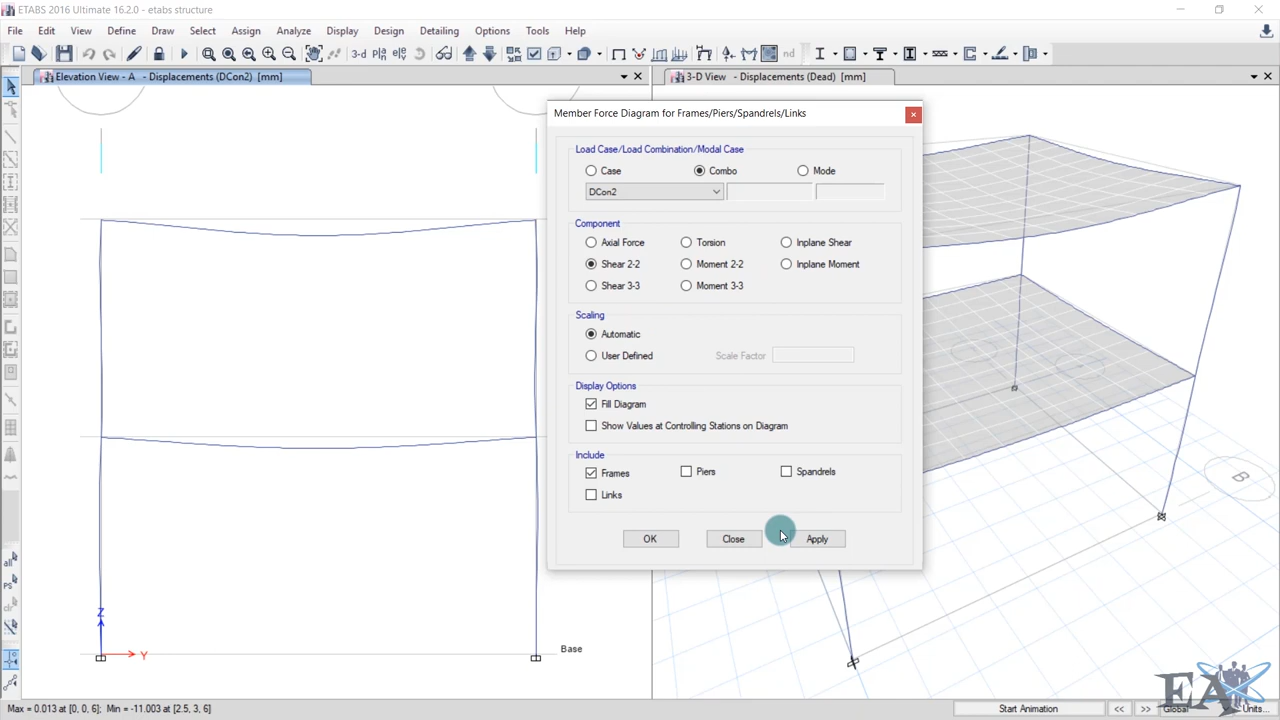 ETABS 2016 Ultimate 16.2.0 - etabs structure
File Edit View Define Draw Select Assign Analyze Display Design Detailing Options Tools Help
3-d
nd
Elevation View - A - Displacements (DCon2) [mm]
3-D View - Displacements (Dead) [mm]
Member Force Diagram for Frames/Piers/Spandrels/Links
Load Case/Load Combination/Modal Case
Case Combo Mode
DCon2
Component
Axial Force Torsion Inplane Shear
Shear 2-2 Moment 2-2 Inplane Moment
Shear 3-3 Moment 3-3
Scaling
Automatic
User Defined Scale Factor
Display Options
Fill Diagram
Show Values at Controlling Stations on Diagram
Include
Frames Piers Spandrels
Links
OK Close Apply
B
all
PS
clr
Z
Y
Base
EA
Max = 0.013 at [0, 0, 6]; Min = -11.003 at [2.5, 3, 6]
Start Animation << >> Global Units...